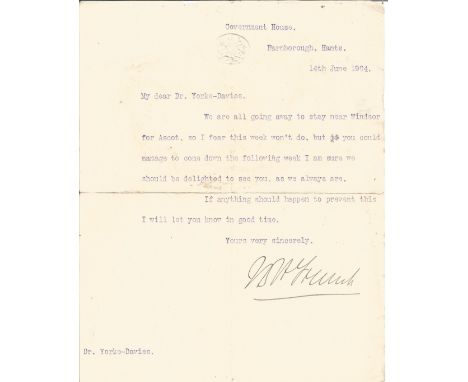 Government House.
Farnborough, Hants.
14th June 1904.
My dear Dr. Yorke-Davies.
We are all going away to stay near Windsor
for Ascot, so I fear this week won't do, but if you could
manage to come down the following week I am sure we
should be delighted to see you, as we always are.
If anything should happen to prevent this
I will let you know in good time.
Yours very sincerely.
French
Dr. Yorke-Davies.